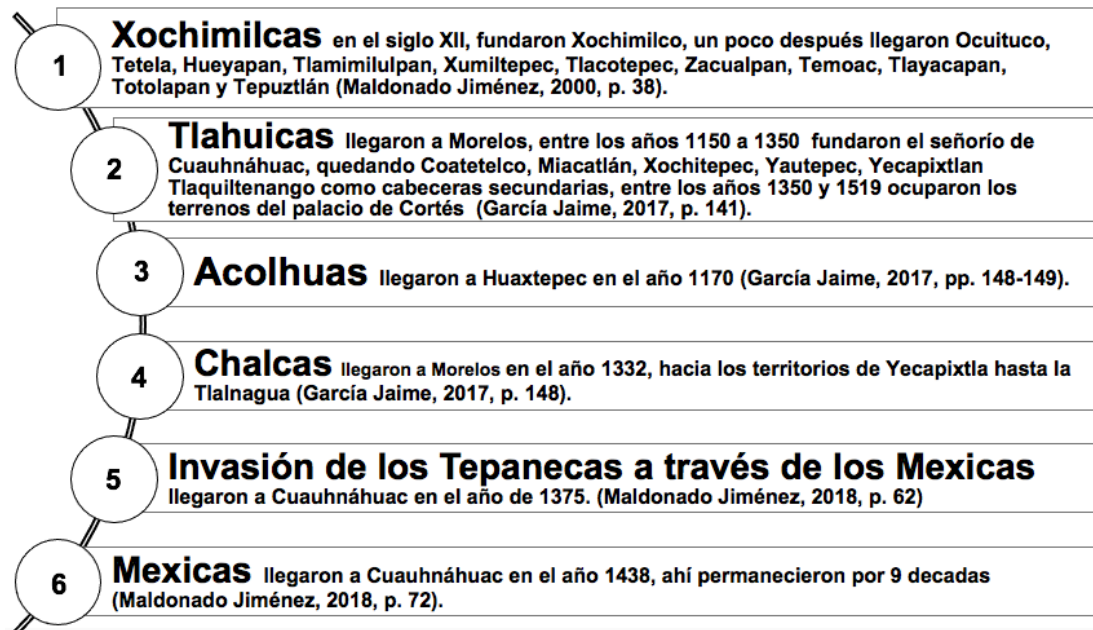 1
Xochimilcas en el siglo XII, fundaron Xochimilco, un poco después llegaron Ocuituco,
Tetela, Hueyapan, Tlamimilulpan, Xumiltepec, Tlacotepec, Zacualpan, Temoac, Tlayacapan,
Totolapan y Tepuztlán (Maldonado Jiménez, 2000, p. 38).
2
Tlahuicas llegaron a Morelos, entre los años 1150 a 1350 fundaron el señorío de
Cuauhnáhuac, quedando Coatetelco, Miacatlán, Xochitepec, Yautepec, Yecapixtlan
Tlaquiltenango como cabeceras secundarias, entre los años 1350 y 1519 ocuparon los
terrenos del palacio de Cortés (García Jaime, 2017, p. 141).
3
Acolhuas llegaron a Huaxtepec en el año 1170 (García Jaime, 2017, pp. 148-149).
4
Chalcas llegaron a Morelos en el año 1332, hacia los territorios de Yecapixtla hasta la
Tlalnagua (García Jaime, 2017, p. 148).
5
Invasión de los Tepanecas a través de los Mexicas
llegaron a Cuauhnáhuac en el año de 1375. (Maldonado Jiménez, 2018, p. 62)
6
Mexicas llegaron a Cuauhnáhuac en el año 1438, ahí permanecieron por 9 decadas
(Maldonado Jiménez, 2018, p. 72).